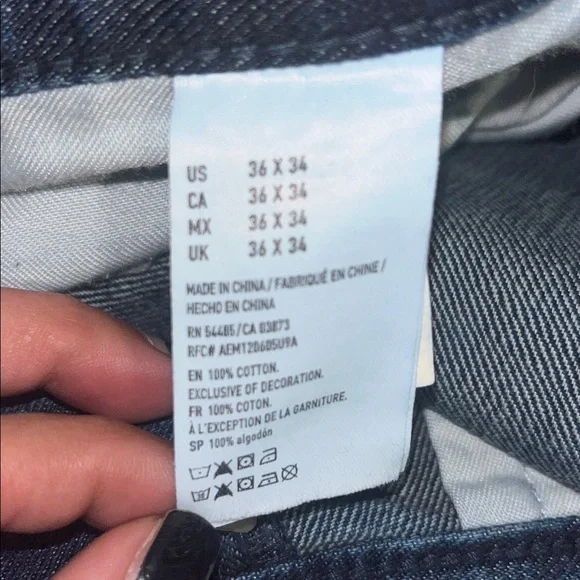 US 36 X 34
CA 36 X 34
MX 36 X 34
UK 36 X 34
MADE IN CHINA / FABRIQUÉ EN CHINE /
HECHO EN CHINA
RN 54485/CA 03873
RFC# AEM120605U9A
EN 100% COTTON.
EXCLUSIVE OF DECORATION.
FR 100% COTON.
À L'EXCEPTION DE LA GARNITURE.
SP 100% algodón